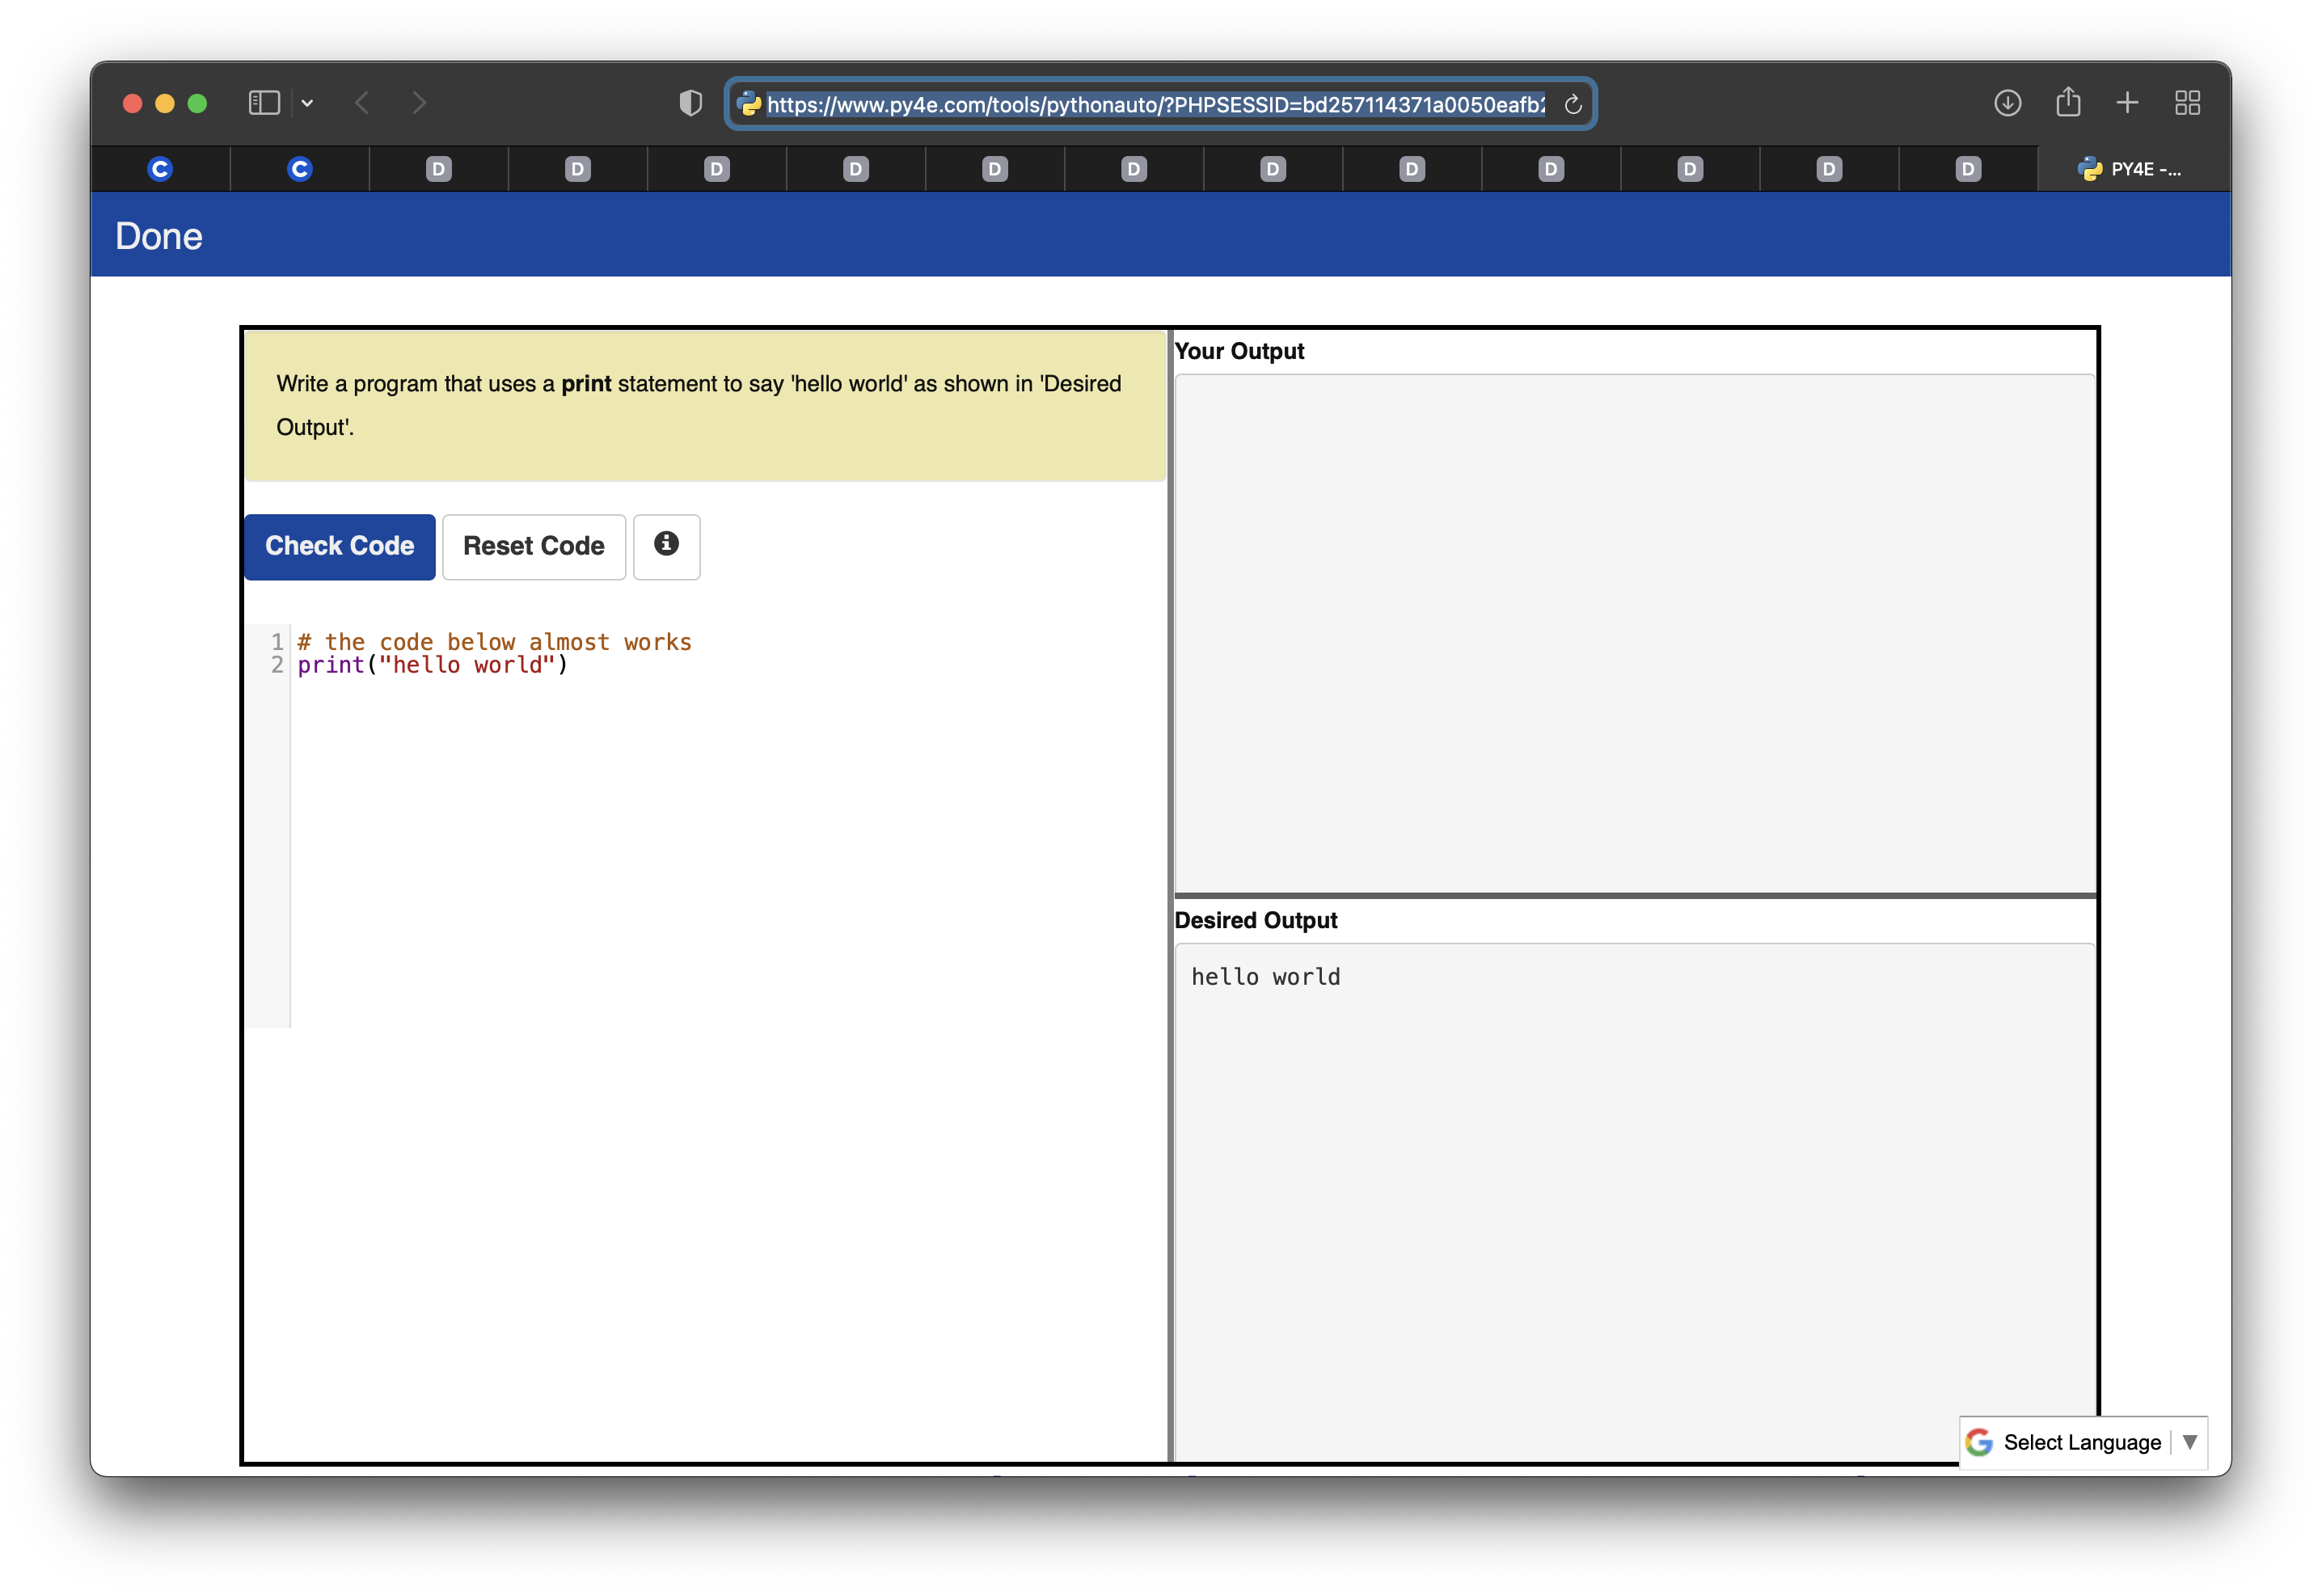 https://www.py4e.com/tools/pythonauto/?PHPSESSID=bd257114371a0050eafb2
C C D D D D D D D D D D D D PY4E -...
Done
Write a program that uses a print statement to say 'hello world' as shown in 'Desired
Output'.
Check Code Reset Code
1 # the code below almost works
2 print("hello world")
Your Output
Desired Output
hello world
Select Language